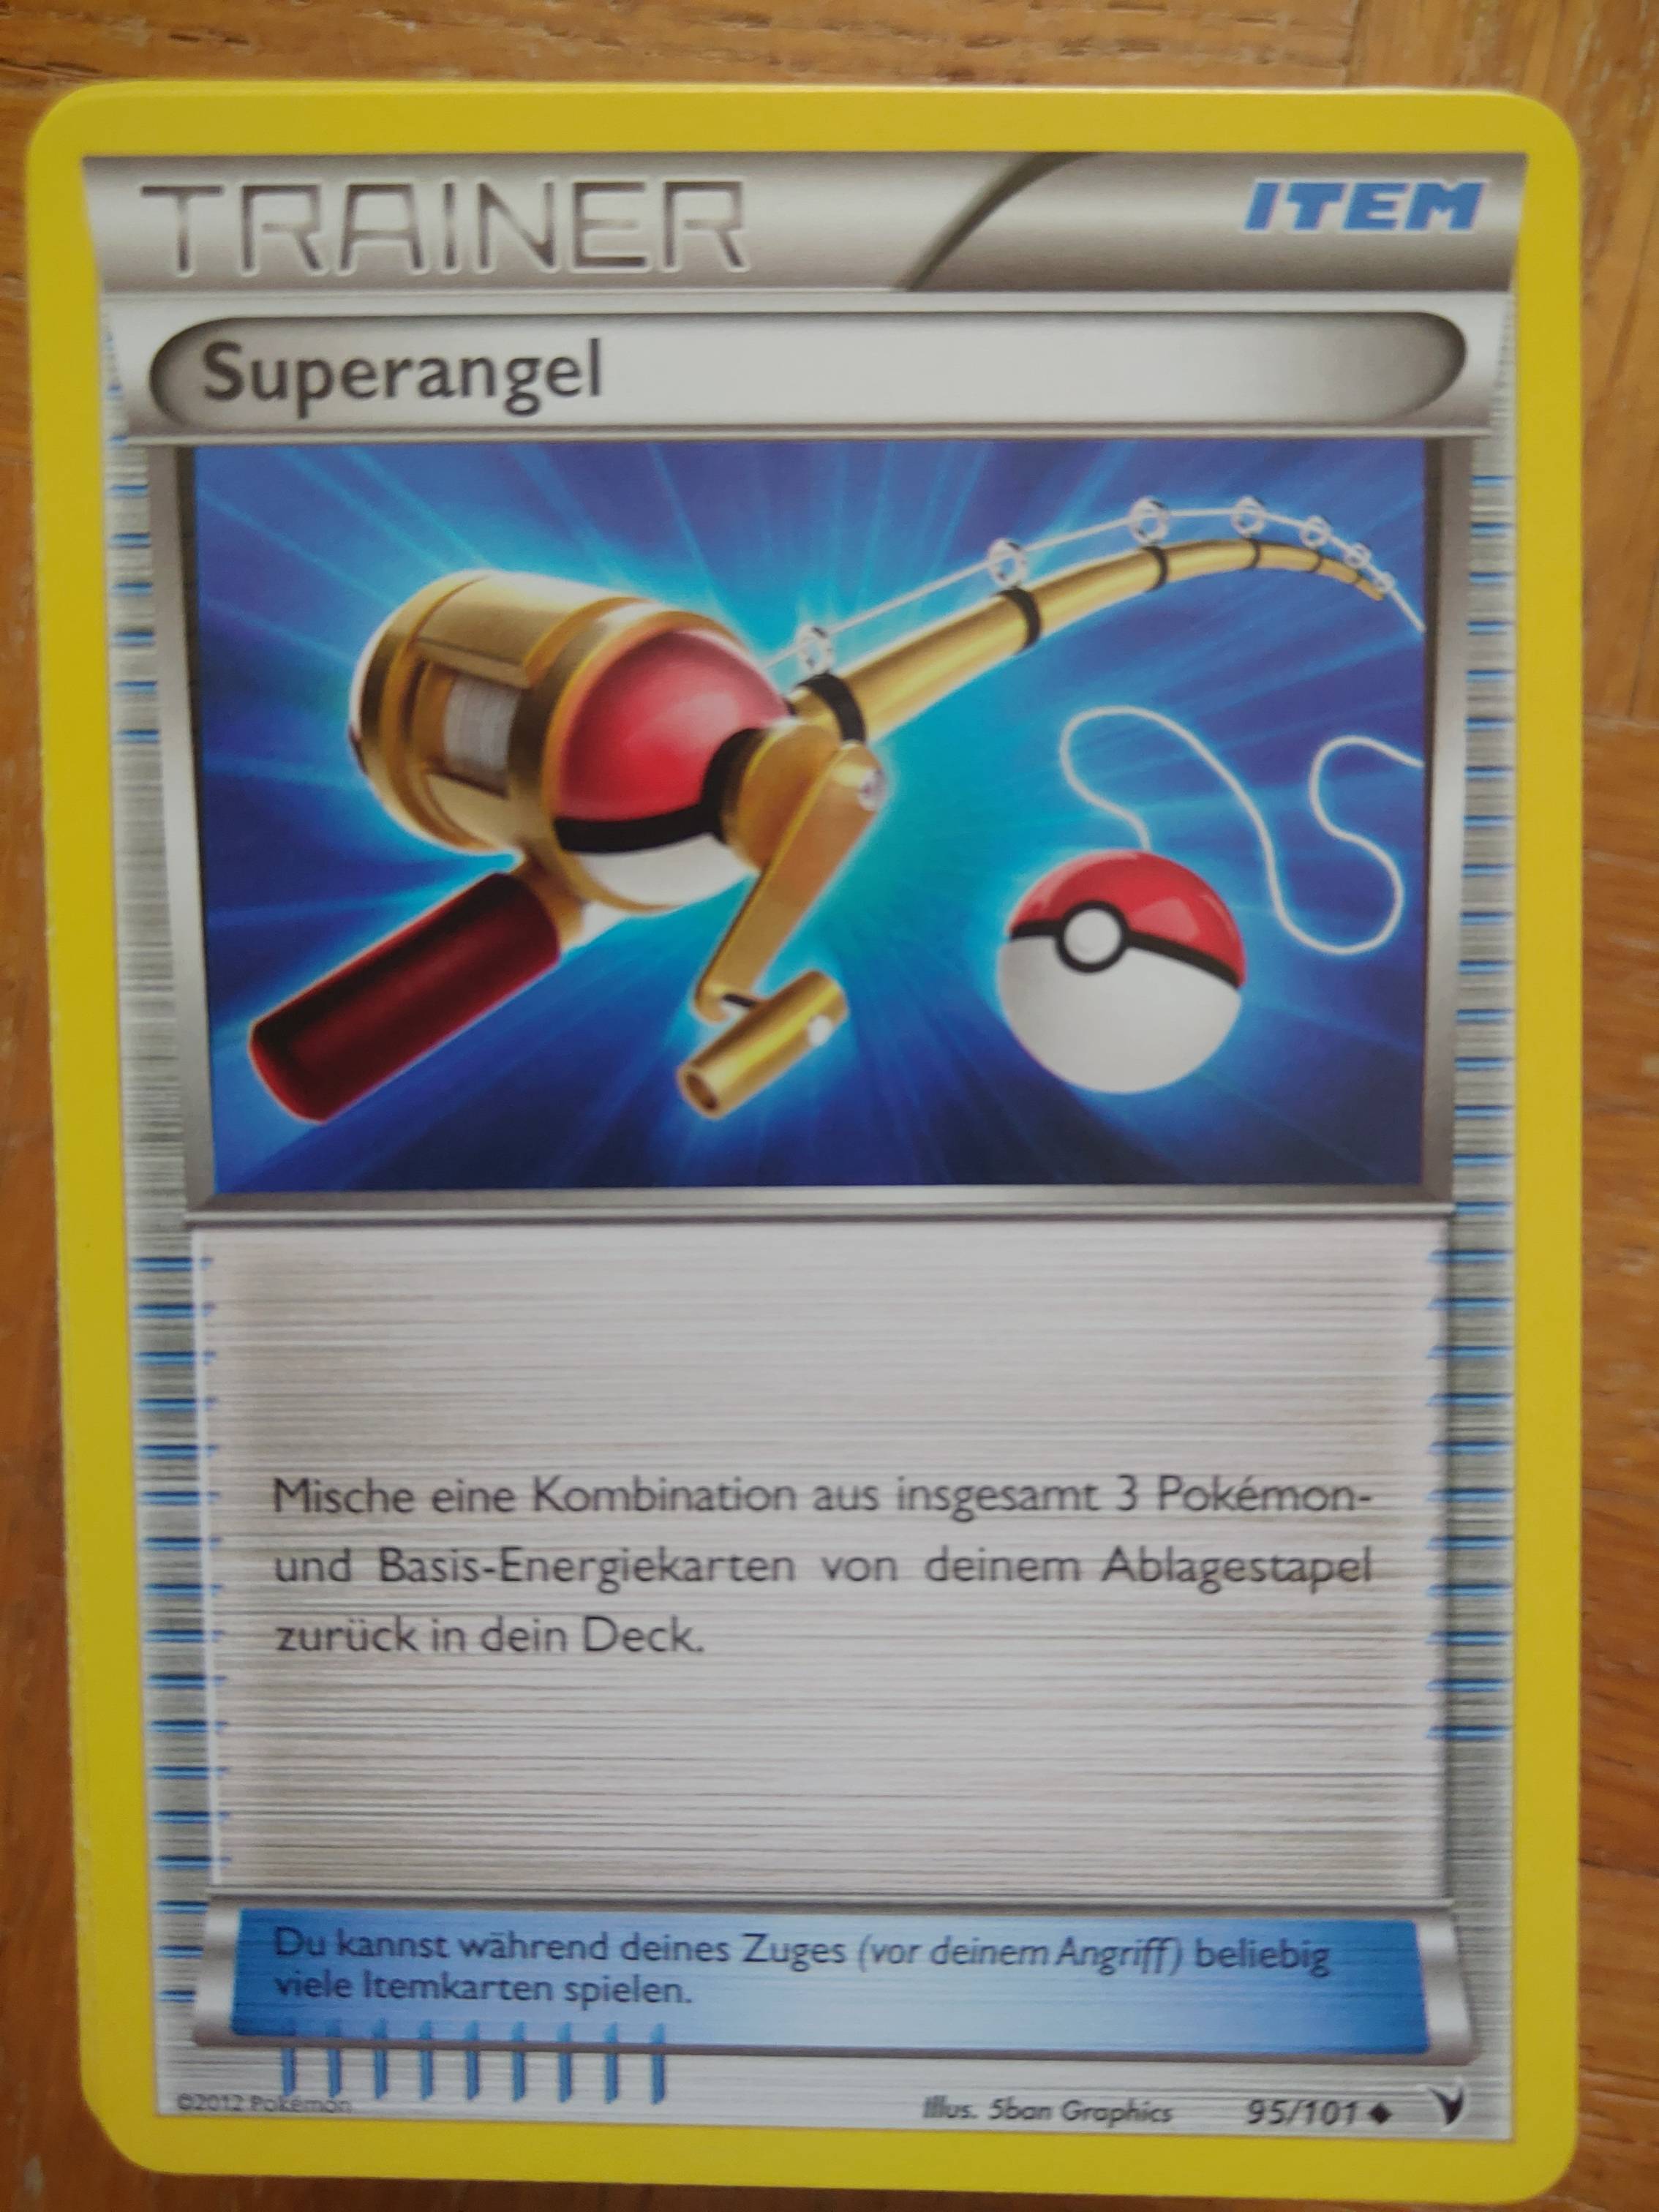 TRAINER
ITEM
Superangel
Mische eine Kombination aus insgesamt 3 Pokémon-
und Basis-Energiekarten von deinem Ablagestapel
zurück in dein Deck.
Du kannst während deines Zuges (vor deinem Angriff) beliebig
viele Itemkarten spielen.
©2012 Pokémon
Illus. 5ban Graphics 95/101